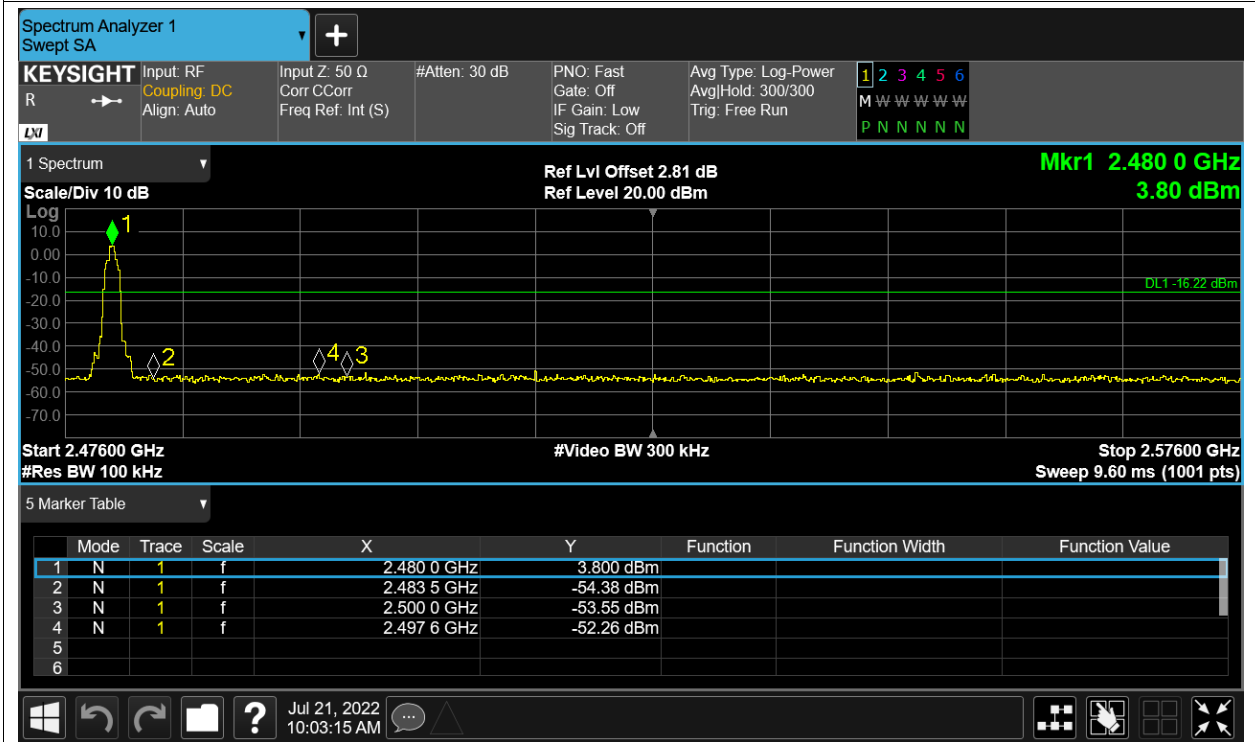 Spectrum Analyzer 1
Swept SA
KEYSIGHT
R
LXI
Input: RF
Coupling: DC
Align: Auto
Input Z: 50 Ω
Corr CCorr
Freq Ref: Int (S)
#Atten: 30 dB
PNO: Fast
Gate: Off
IF Gain: Low
Sig Track: Off
Avg Type: Log-Power
Avg|Hold: 300/300
Trig: Free Run
1 2 3 4 5 6
M W W W W W
P N N N N N
1 Spectrum
Scale/Div 10 dB
Ref Lvl Offset 2.81 dB
Ref Level 20.00 dBm
Mkr1 2.480 0 GHz
3.80 dBm
Log
10.0
0.00
-10.0
-20.0
-30.0
-40.0
-50.0
-60.0
-70.0
1
2
4
3
DL1 -16.22 dBm
Start 2.47600 GHz
#Res BW 100 kHz
#Video BW 300 kHz
Stop 2.57600 GHz
Sweep 9.60 ms (1001 pts)
5 Marker Table
Mode Trace Scale X Y Function Function Width Function Value
1 N 1 f 2.480 0 GHz 3.800 dBm
2 N 1 f 2.483 5 GHz -54.38 dBm
3 N 1 f 2.500 0 GHz -53.55 dBm
4 N 1 f 2.497 6 GHz -52.26 dBm
5
6
?
Jul 21, 2022
10:03:15 AM